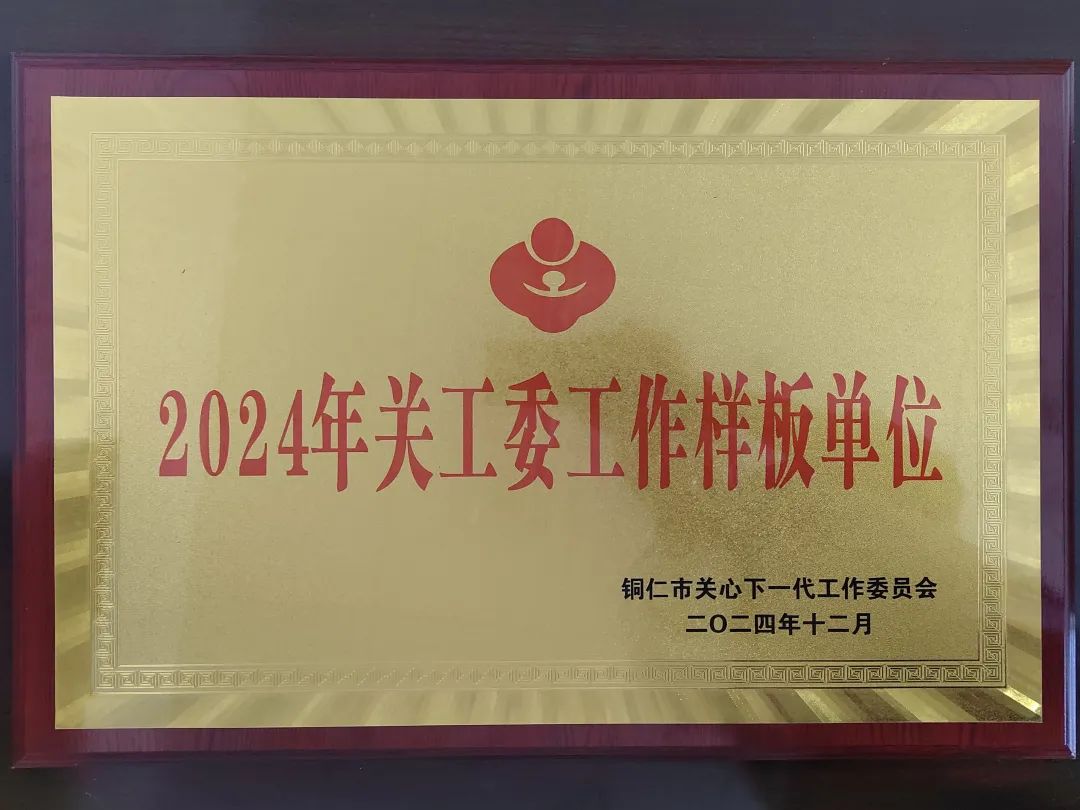 2024年关工委工作样板单位
铜仁市关心下一代工作委员会
二〇二四年十二月